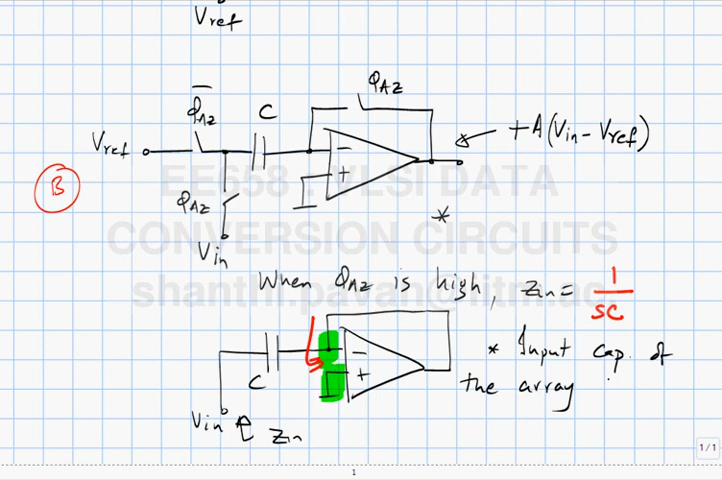 Vref
φAZ
φAZ
C
Vref
+A(Vin - Vref)
-
+
B
φAZ
Vin
*
EE658 : VLSI DATA
CONVERSION CIRCUITS
When φAZ is high, Zin = 1/SC
-
+
C
* Input cap. of
the array
Vin
Zin
1
1/1